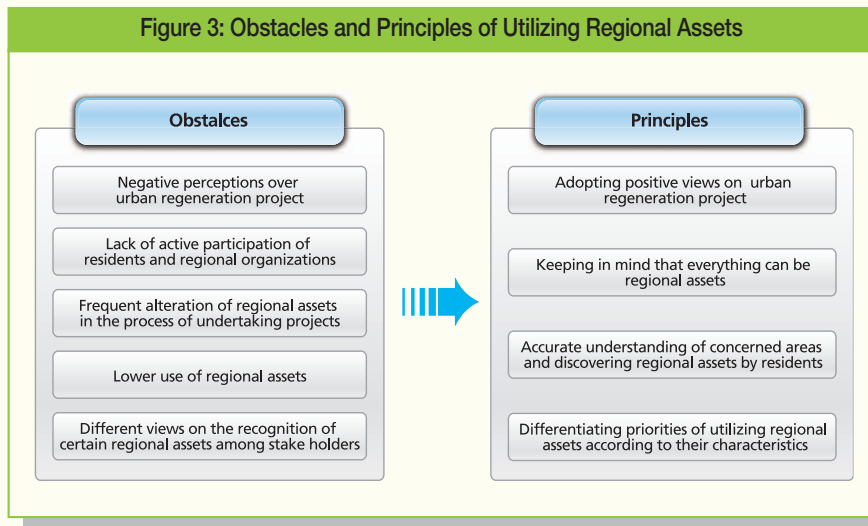 Figure 3: Obstacles and Principles of Utilizing Regional Assets
Obstalces
Negative perceptions over
urban regeneration project
Lack of active participation of
residents and regional organizations
Frequent alteration of regional assets
in the process of undertaking projects
Lower use of regional assets
Different views on the recognition of
certain regional assets among stake holders
Principles
Adopting positive views on urban
regeneration project
Keeping in mind that everything can be
regional assets
Accurate understanding of concerned areas
and discovering regional assets by residents
Differentiating priorities of utilizing regional
assets according to their characteristics